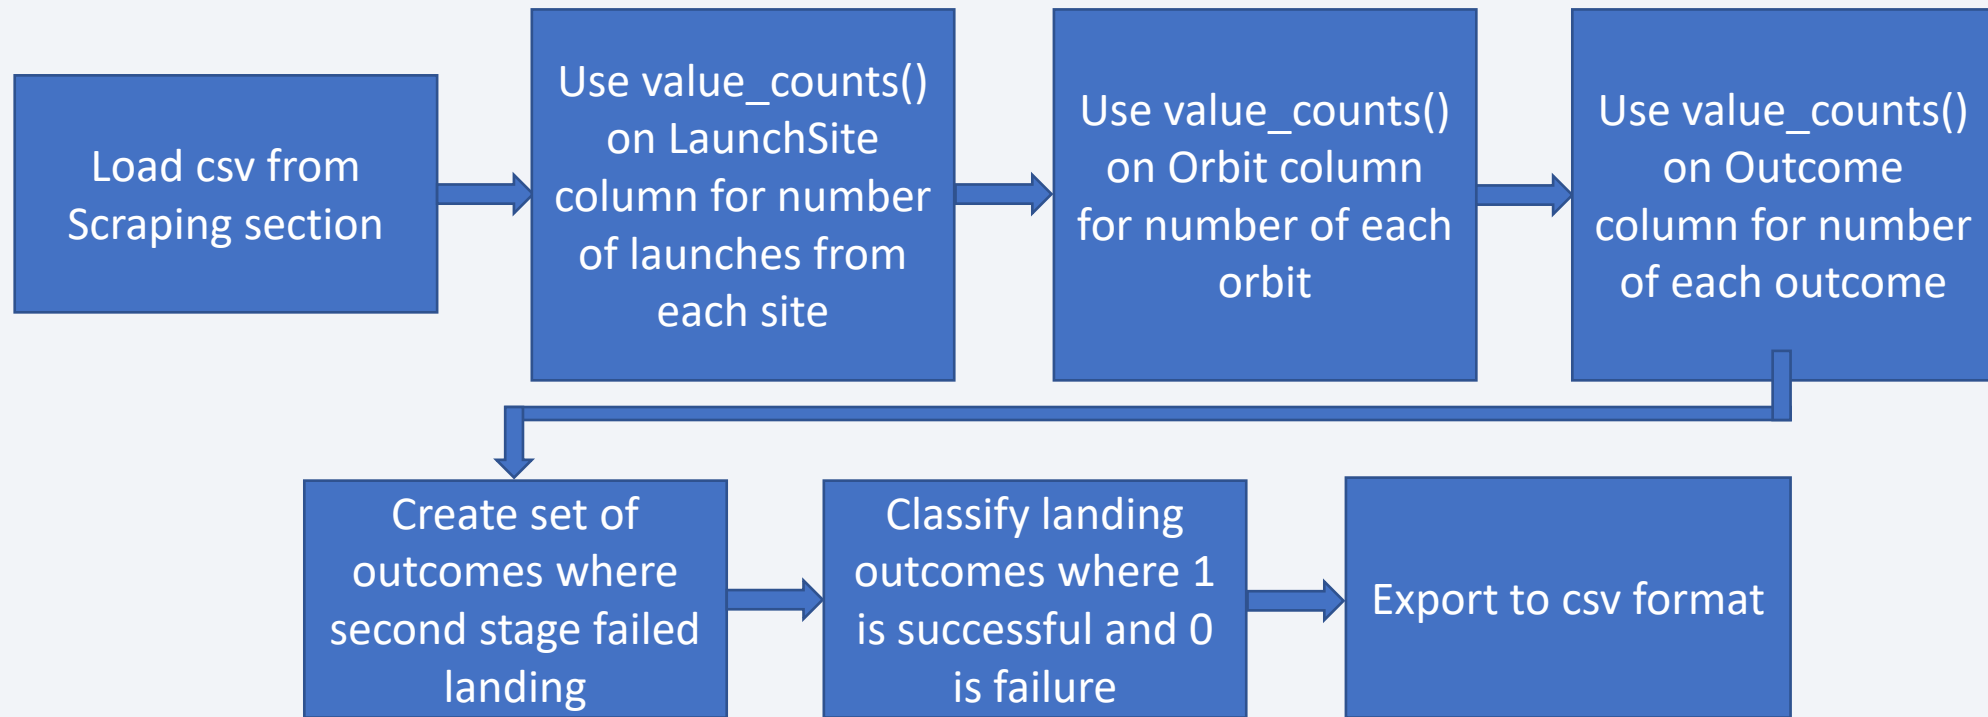 Load csv from
Scraping section
Use value_counts()
on LaunchSite
column for number
of launches from
each site
Use value_counts()
on Orbit column
for number of each
orbit
Use value_counts()
on Outcome
column for number
of each outcome
Create set of
outcomes where
second stage failed
landing
Classify landing
outcomes where 1
is successful and 0
is failure
Export to csv format